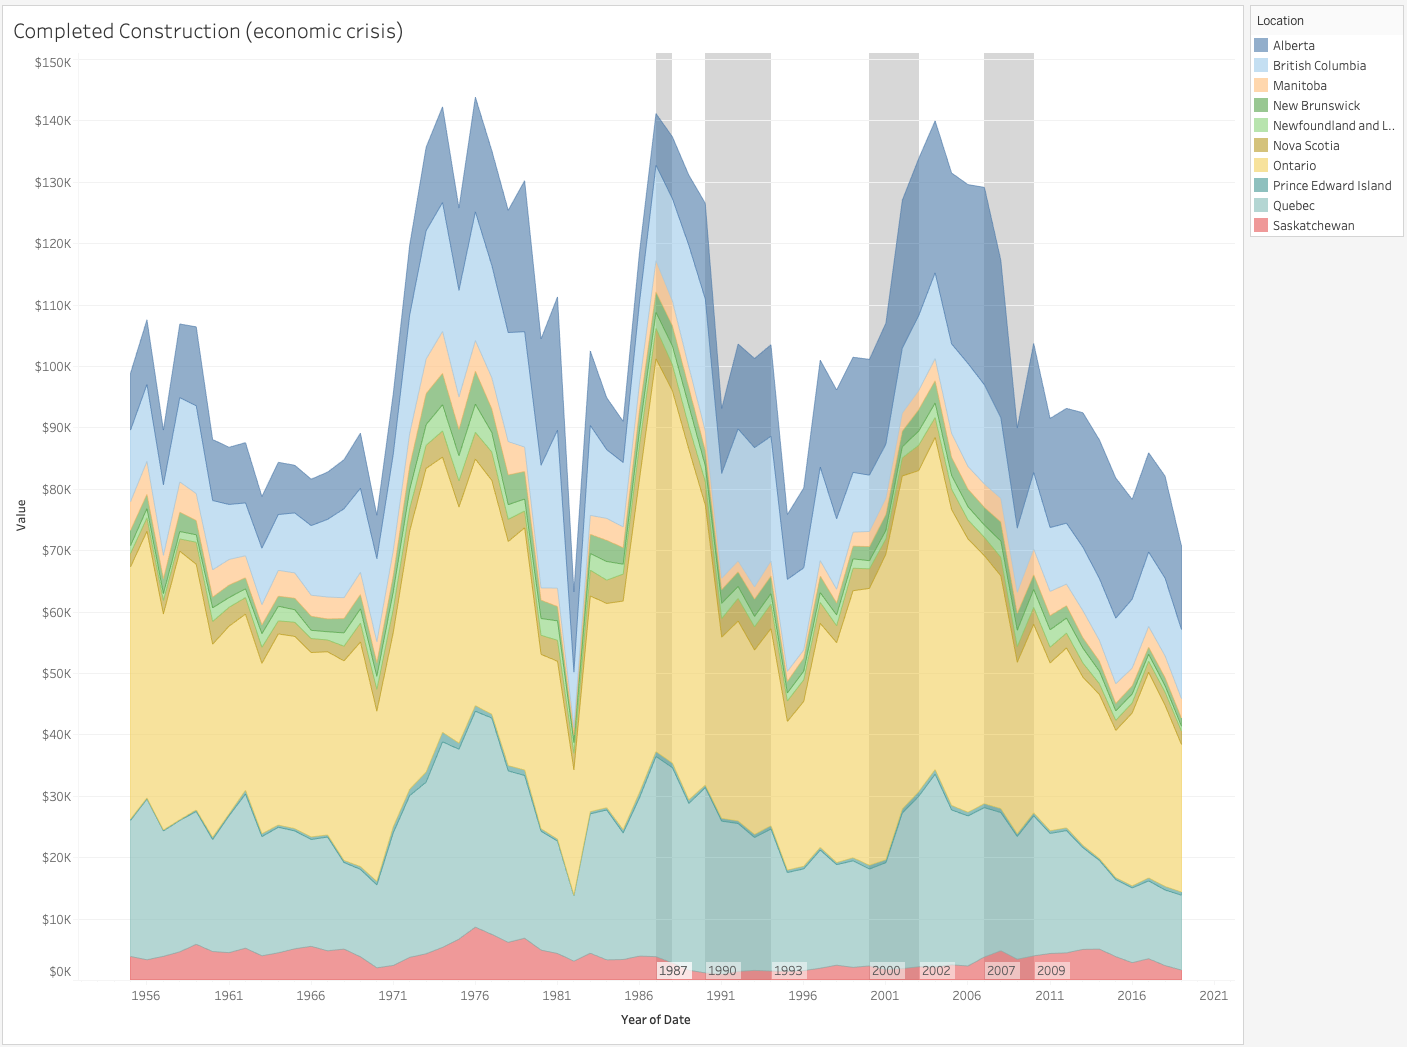 Completed Construction (economic crisis)
Location
Alberta
British Columbia
Manitoba
New Brunswick
Newfoundland and L..
Nova Scotia
Ontario
Prince Edward Island
Quebec
Saskatchewan
$150K
$140K
$130K
$120K
$110K
$100K
$90K
$80K
$70K
$60K
$50K
$40K
$30K
$20K
$10K
$0K
Value
1987 1990 1993 2000 2002 2007 2009
1956 1961 1966 1971 1976 1981 1986 1991 1996 2001 2006 2011 2016 2021
Year of Date